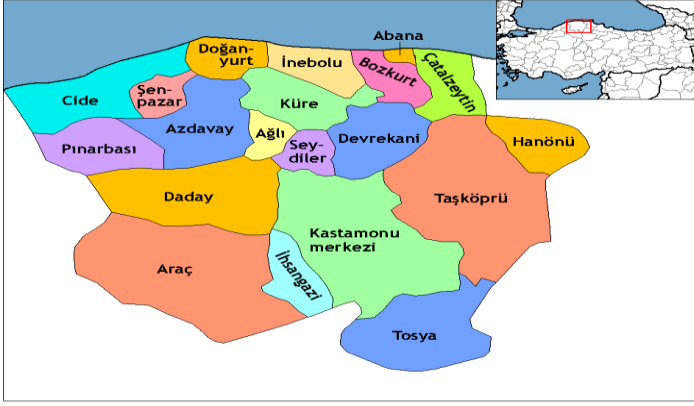 Abana
Doğan-
yurt
İnebolu
Bozkurt
Çatalzeytin
Cide
Şen-
pazar
Küre
Azdavay
Ağlı
Sey-
diler
Devrekani
Hanönü
Pınarbası
Daday
Taşköprü
Kastamonu
merkezi
Araç
İhsangazi
Tosya